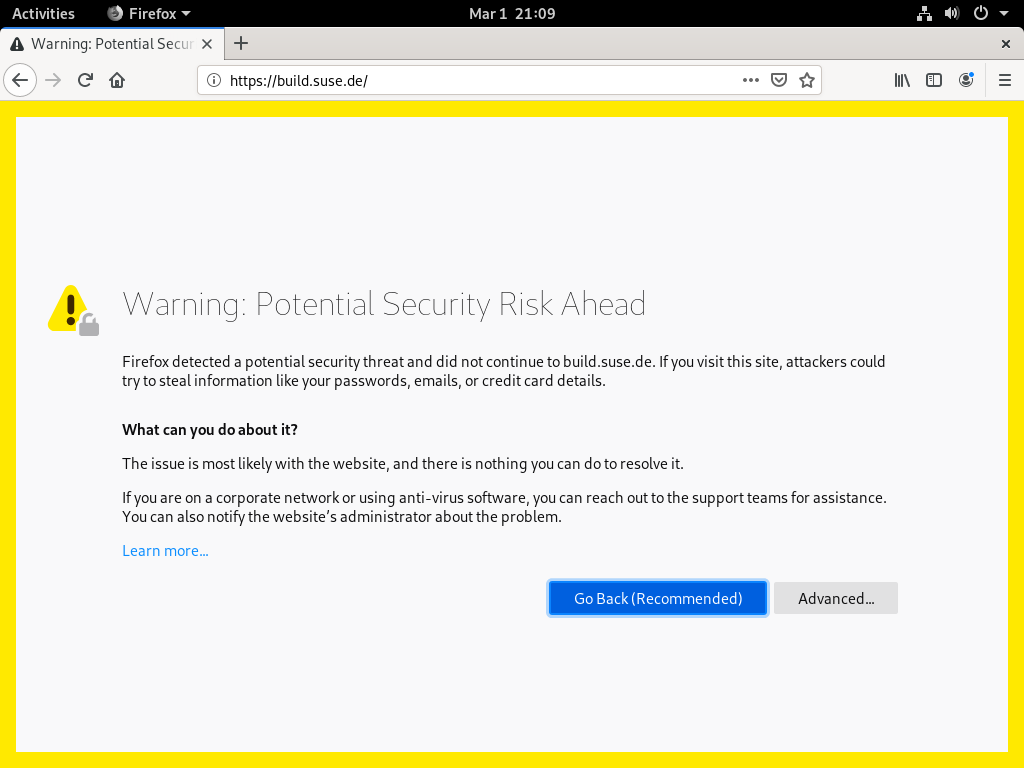 Activities Firefox Mar 1 21:09
Warning: Potential Secur
https://build.suse.de/
Warning: Potential Security Risk Ahead
Firefox detected a potential security threat and did not continue to build.suse.de. If you visit this site, attackers could
try to steal information like your passwords, emails, or credit card details.
What can you do about it?
The issue is most likely with the website, and there is nothing you can do to resolve it.
If you are on a corporate network or using anti-virus software, you can reach out to the support teams for assistance.
You can also notify the website’s administrator about the problem.
Learn more…
Go Back (Recommended) Advanced…